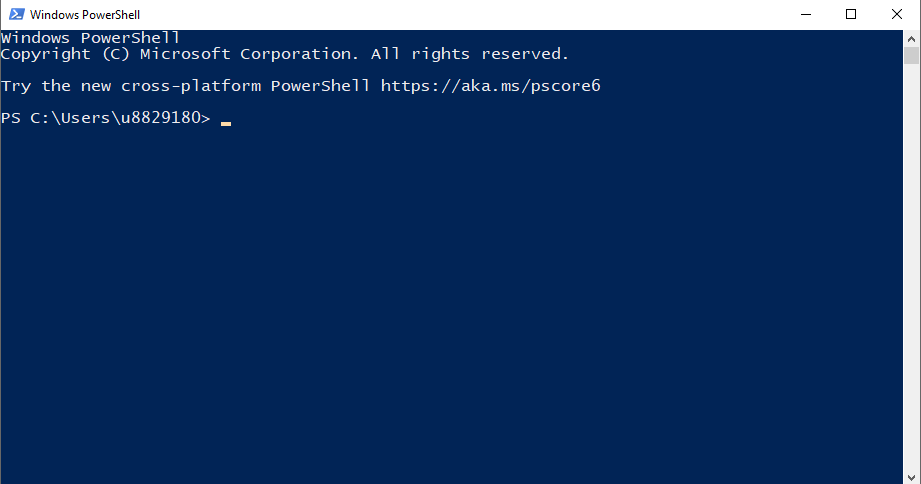 Windows PowerShell
Windows PowerShell
Copyright (C) Microsoft Corporation. All rights reserved.
Try the new cross-platform PowerShell https://aka.ms/pscore6
PS C:\Users\u8829180>